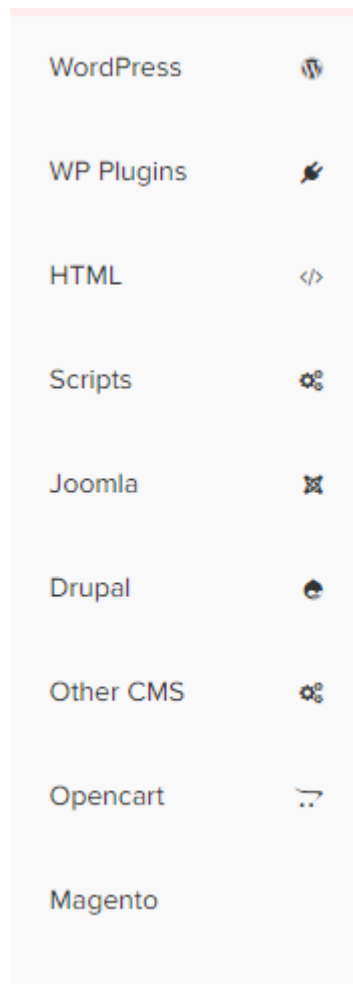 WordPress
WP Plugins
HTML
Scripts
Joomla
Drupal
Other CMS
Opencart
Magento